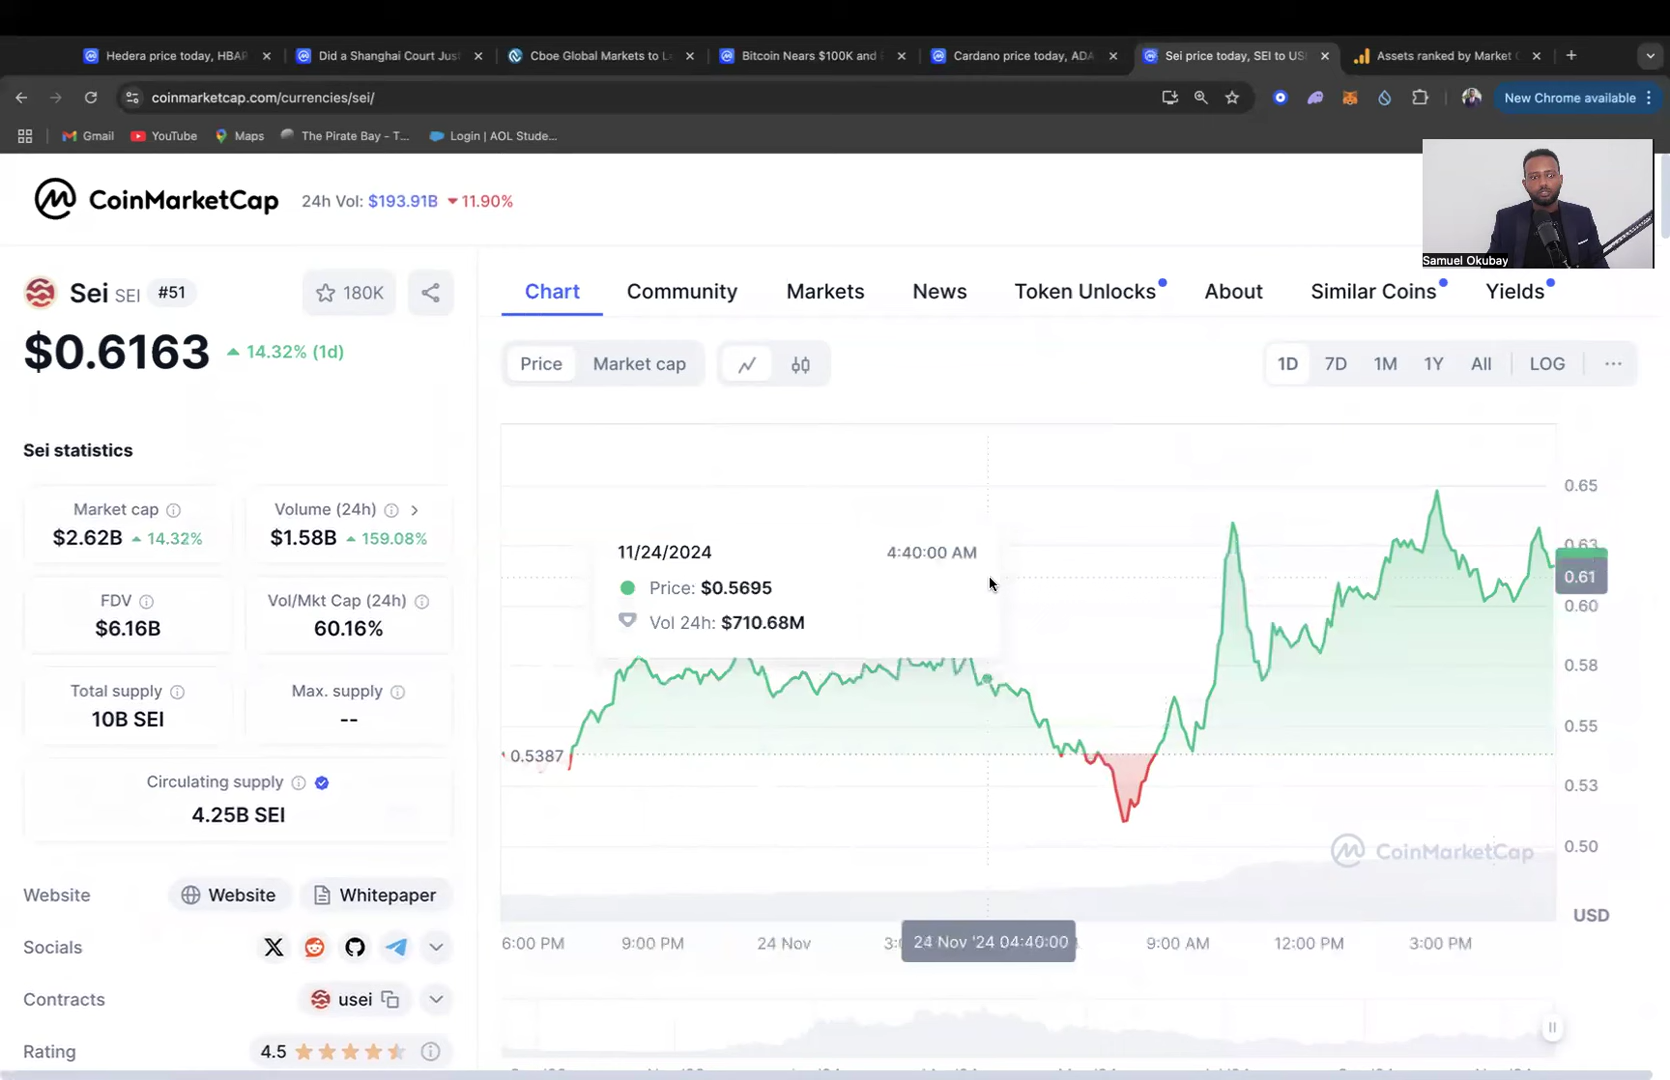 Hedera price today, HBAR
Did a Shanghai Court Just
Cboe Global Markets to La
Bitcoin Nears $100K and
Cardano price today, ADA
Sei price today, SEI to US
Assets ranked by Market
coinmarketcap.com/currencies/sei/
New Chrome available
Gmail
YouTube
Maps
The Pirate Bay - T...
Login | AOL Stude...
CoinMarketCap
24h Vol: $193.91B 11.90%
Samuel Okubay
Sei SEI #51
180K
$0.6163 14.32% (1d)
Chart Community Markets News Token Unlocks About Similar Coins Yields
Price Market cap
1D 7D 1M 1Y All LOG ...
Sei statistics
Market cap
$2.62B 14.32%
Volume (24h)
$1.58B 159.08%
FDV
$6.16B
Vol/Mkt Cap (24h)
60.16%
Total supply
10B SEI
Max. supply
--
Circulating supply
4.25B SEI
Website Website Whitepaper
Socials
Contracts usei
Rating 4.5
11/24/2024 4:40:00 AM
Price: $0.5695
Vol 24h: $710.68M
0.5387
0.65
0.63
0.61
0.60
0.58
0.55
0.53
0.50
CoinMarketCap
USD
6:00 PM 9:00 PM 24 Nov 24 Nov '24 04:40:00 9:00 AM 12:00 PM 3:00 PM